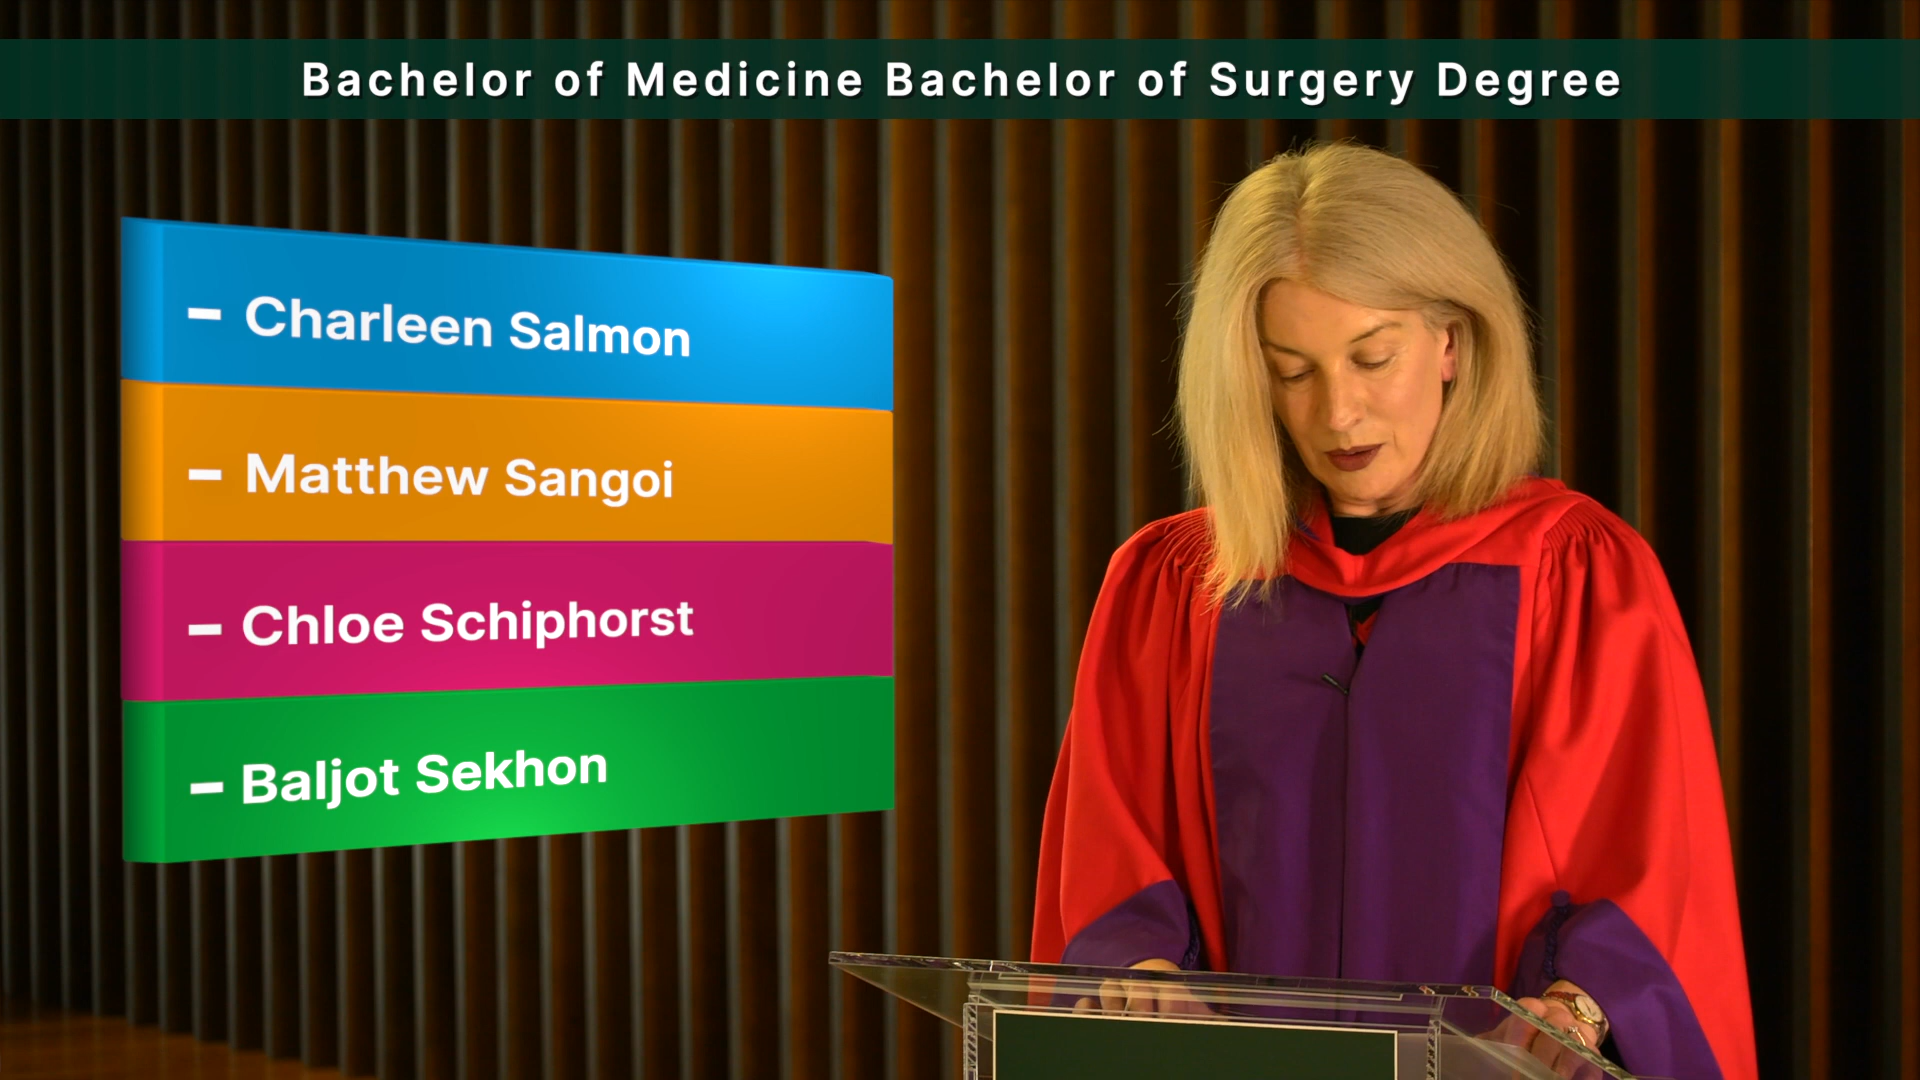 Bachelor of Medicine Bachelor of Surgery Degree
– Charleen Salmon
– Matthew Sangoi
– Chloe Schiphorst
– Baljot Sekhon